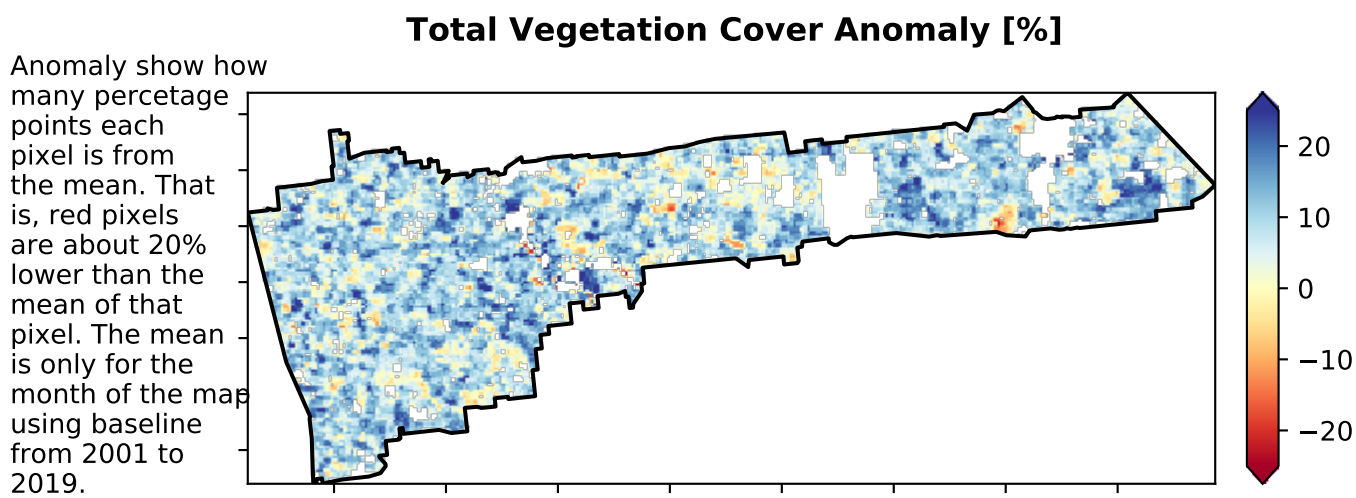 Total Vegetation Cover Anomaly [%]
Anomaly show how
many percetage
points each
pixel is from
the mean. That
is, red pixels
are about 20%
lower than the
mean of that
pixel. The mean
is only for the
month of the map
using baseline
from 2001 to
2019.
20
10
0
−10
−20